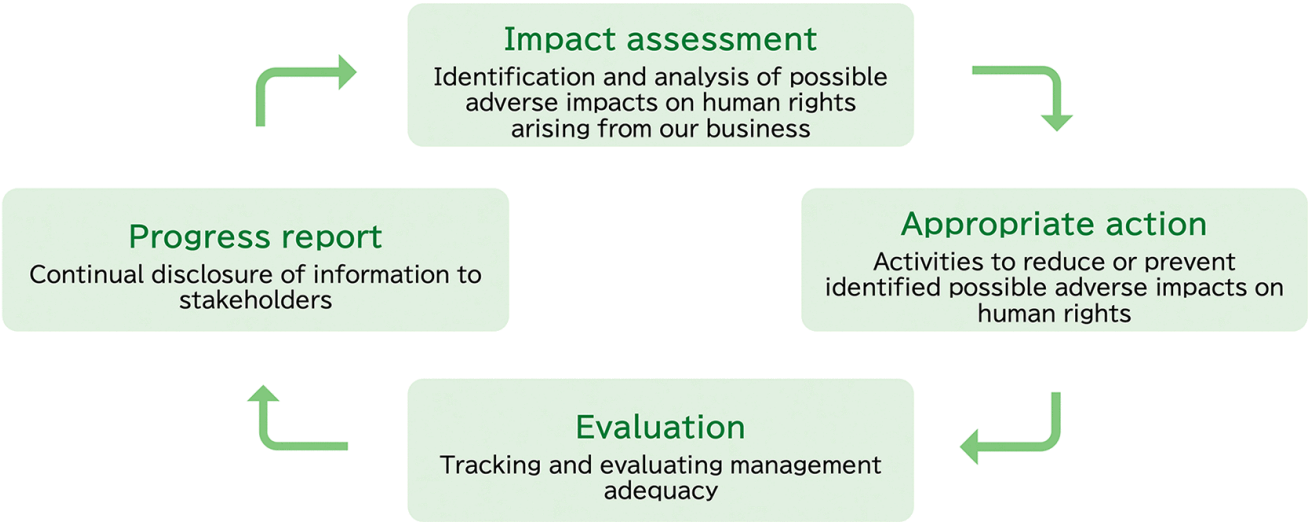 Impact assessment
Identification and analysis of possible
adverse impacts on human rights
arising from our business
Progress report
Continual disclosure of information to
stakeholders
Appropriate action
Activities to reduce or prevent
identified possible adverse impacts on
human rights
Evaluation
Tracking and evaluating management
adequacy